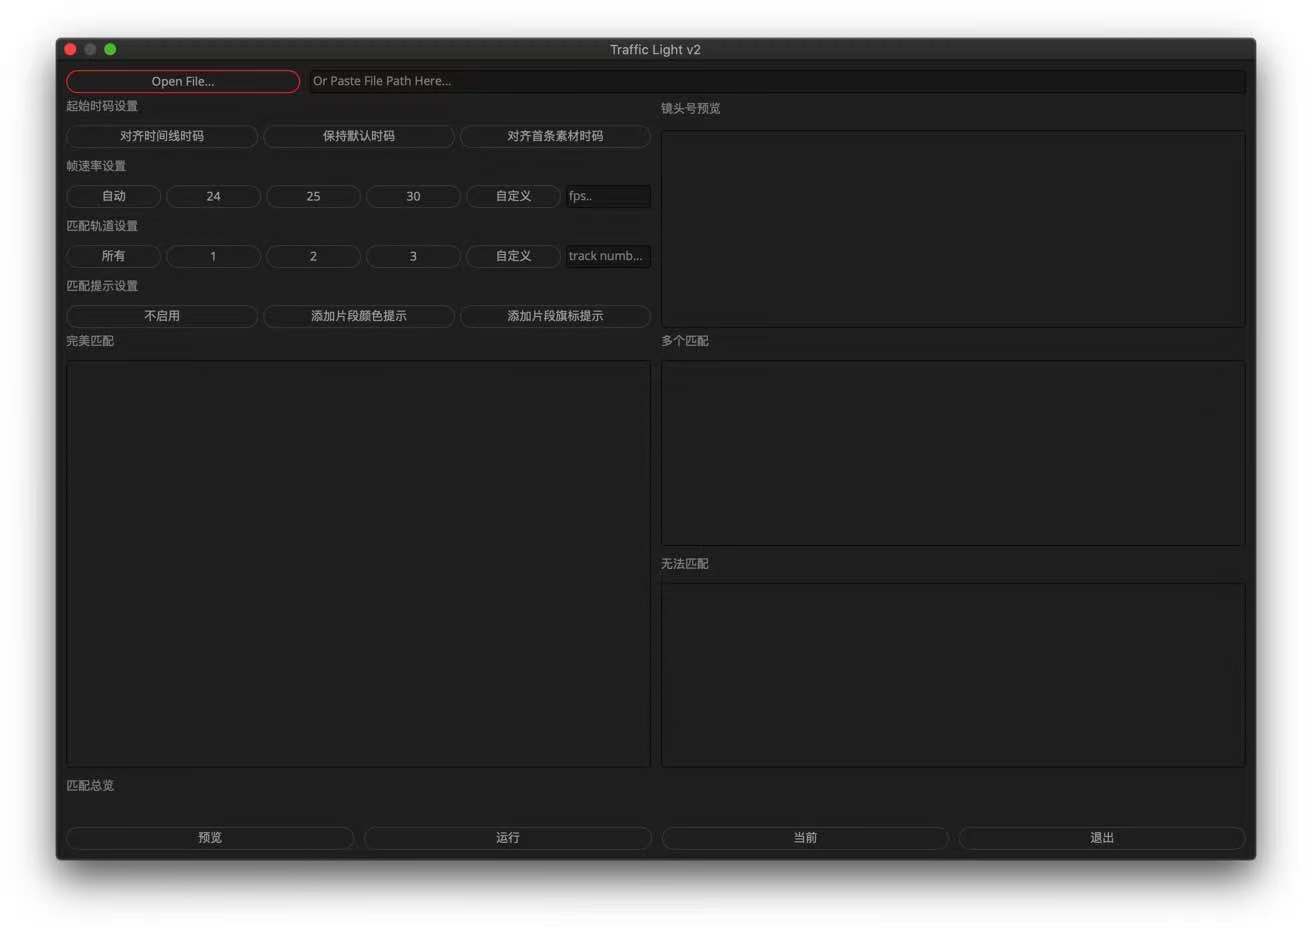 Traffic Light v2
Open File...
Or Paste File Path Here...
起始时码设置
对齐时间线时码
保持默认时码
对齐首条素材时码
帧速率设置
自动
24
25
30
自定义
fps..
匹配轨道设置
所有
1
2
3
自定义
track numb...
匹配提示设置
不启用
添加片段颜色提示
添加片段旗标提示
镜头号预览
完美匹配
多个匹配
无法匹配
匹配总览
预览
运行
当前
退出